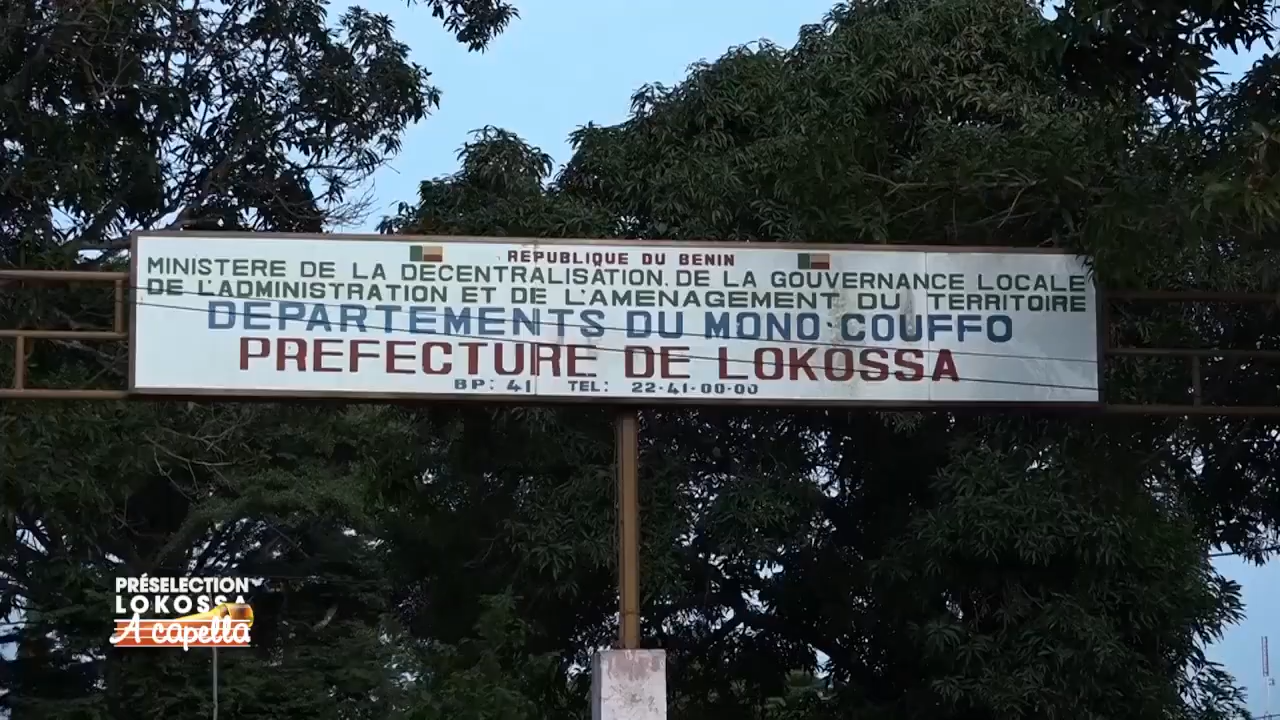 REPUBLIQUE DU BENIN
MINISTERE DE LA DECENTRALISATION, DE LA GOUVERNANCE LOCALE
DE L'ADMINISTRATION ET DE L'AMENAGEMENT DU TERRITOIRE
DEPARTEMENTS DU MONO-COUFFO
PREFECTURE DE LOKOSSA
BP: 41 TEL: 22-41-00-00
PRÉSELECTION
LOKOSSA
A capella